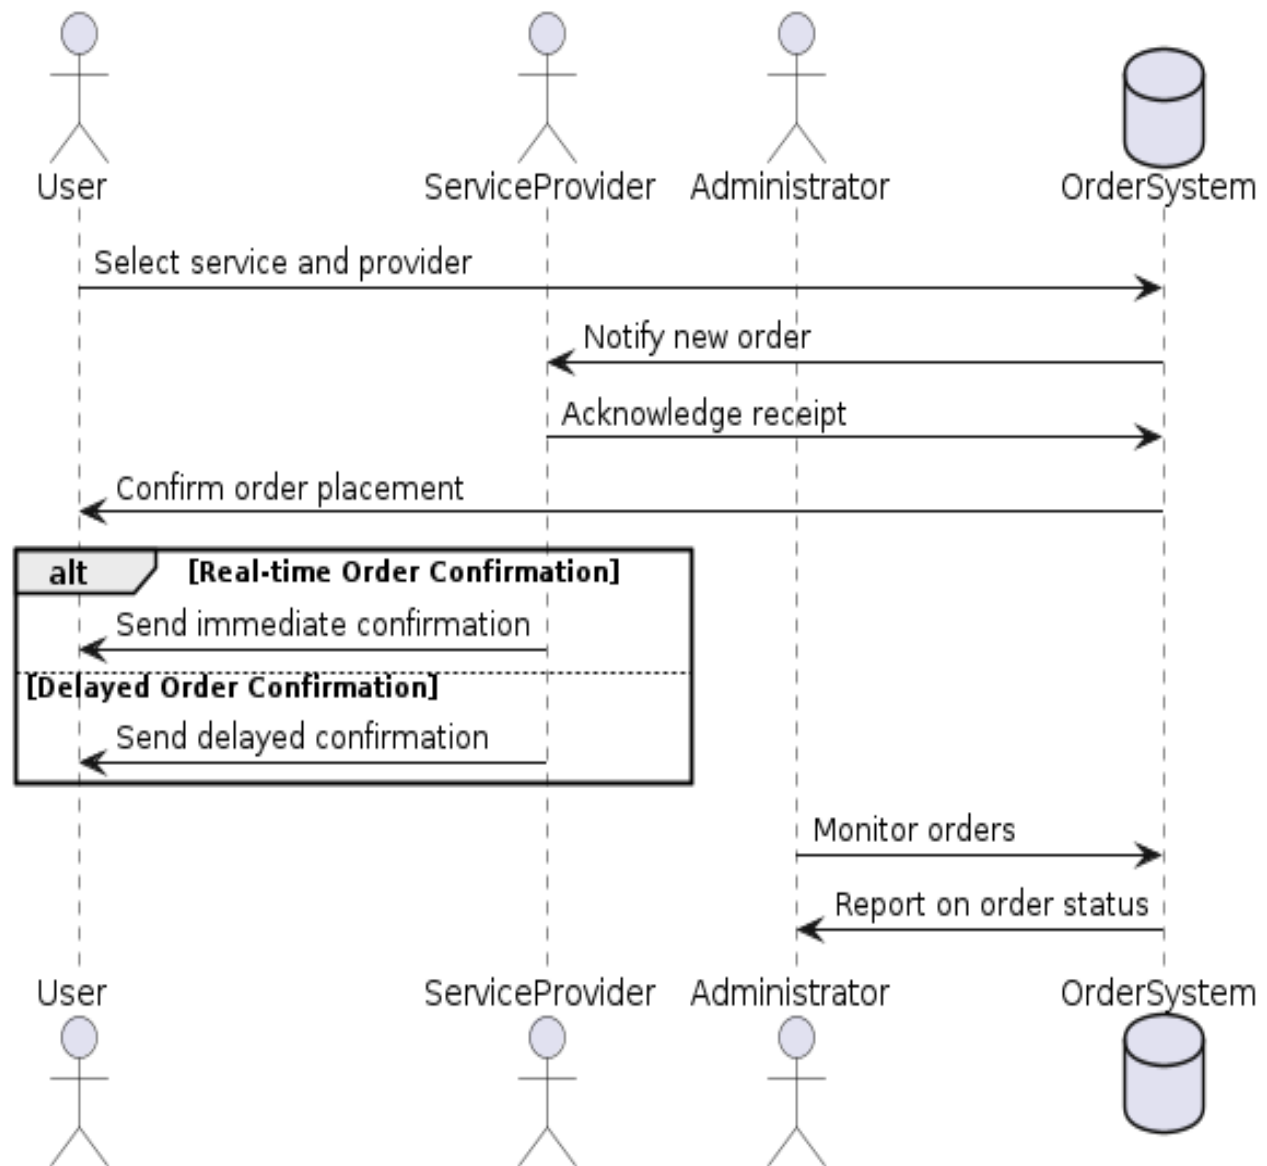 User ServiceProvider Administrator OrderSystem
Select service and provider
Notify new order
Acknowledge receipt
Confirm order placement
alt [Real-time Order Confirmation]
Send immediate confirmation
[Delayed Order Confirmation]
Send delayed confirmation
Monitor orders
Report on order status
User ServiceProvider Administrator OrderSystem